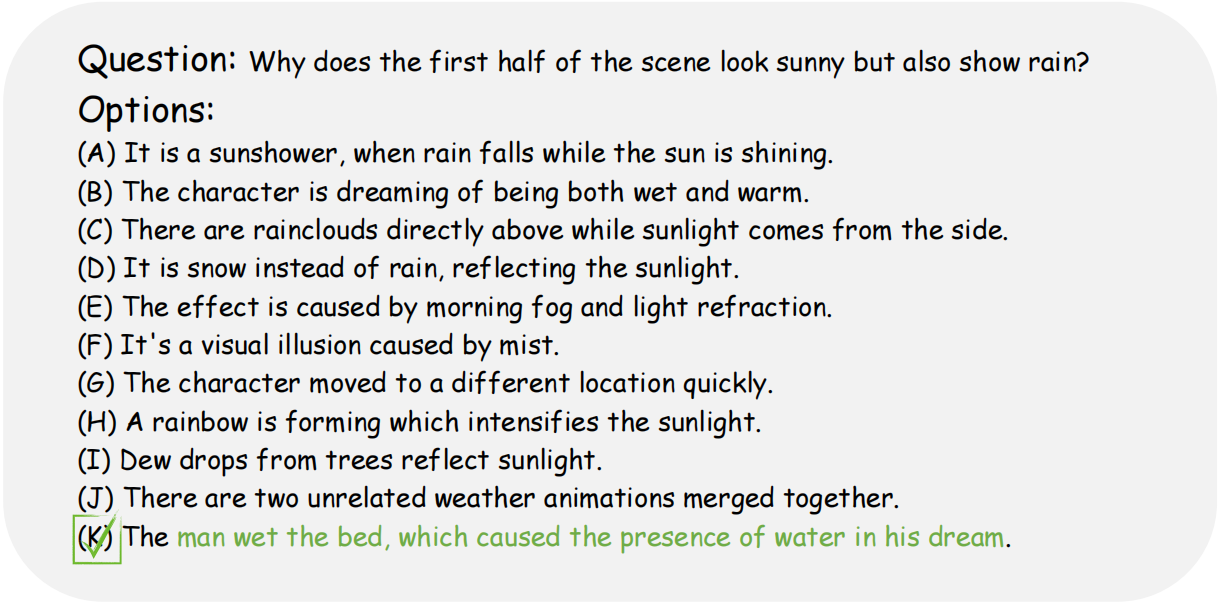 Question: Why does the first half of the scene look sunny but also show rain?
Options:
(A) It is a sunshower, when rain falls while the sun is shining.
(B) The character is dreaming of being both wet and warm.
(C) There are rainclouds directly above while sunlight comes from the side.
(D) It is snow instead of rain, reflecting the sunlight.
(E) The effect is caused by morning fog and light refraction.
(F) It's a visual illusion caused by mist.
(G) The character moved to a different location quickly.
(H) A rainbow is forming which intensifies the sunlight.
(I) Dew drops from trees reflect sunlight.
(J) There are two unrelated weather animations merged together.
(K) The man wet the bed, which caused the presence of water in his dream.